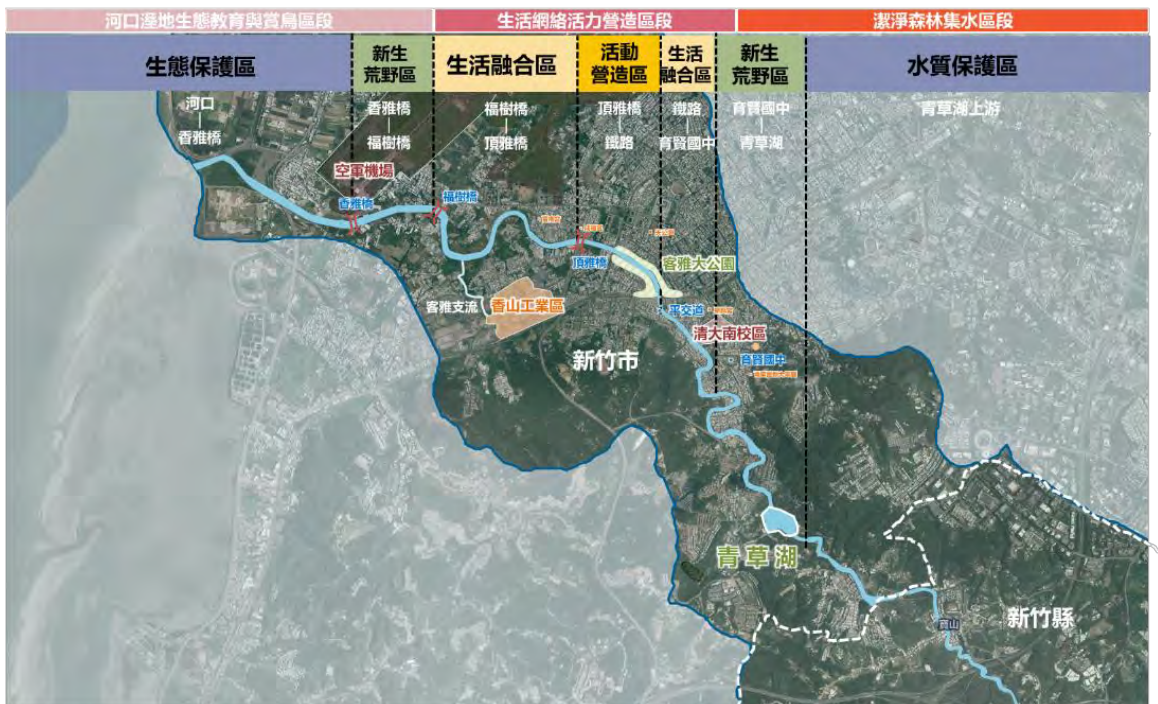 河口溼地生態教育與賞鳥區段
生活網絡活力營造區段
潔淨森林集水區段
生態保護區
新生
荒野區
生活融合區
活動
營造區
生活
融合區
新生
荒野區
水質保護區
河口
香雅橋
香雅橋
福樹橋
福樹橋
頂雅橋
頂雅橋
鐵路
鐵路
育賢國中
育賢國中
青草湖
青草湖上游
空軍機場
香雅橋
福樹橋
頂雅橋
客雅大公園
客雅支流
香山工業區
平交道
清大南校區
新竹市
育賢國中
青草湖
新竹縣
寶山